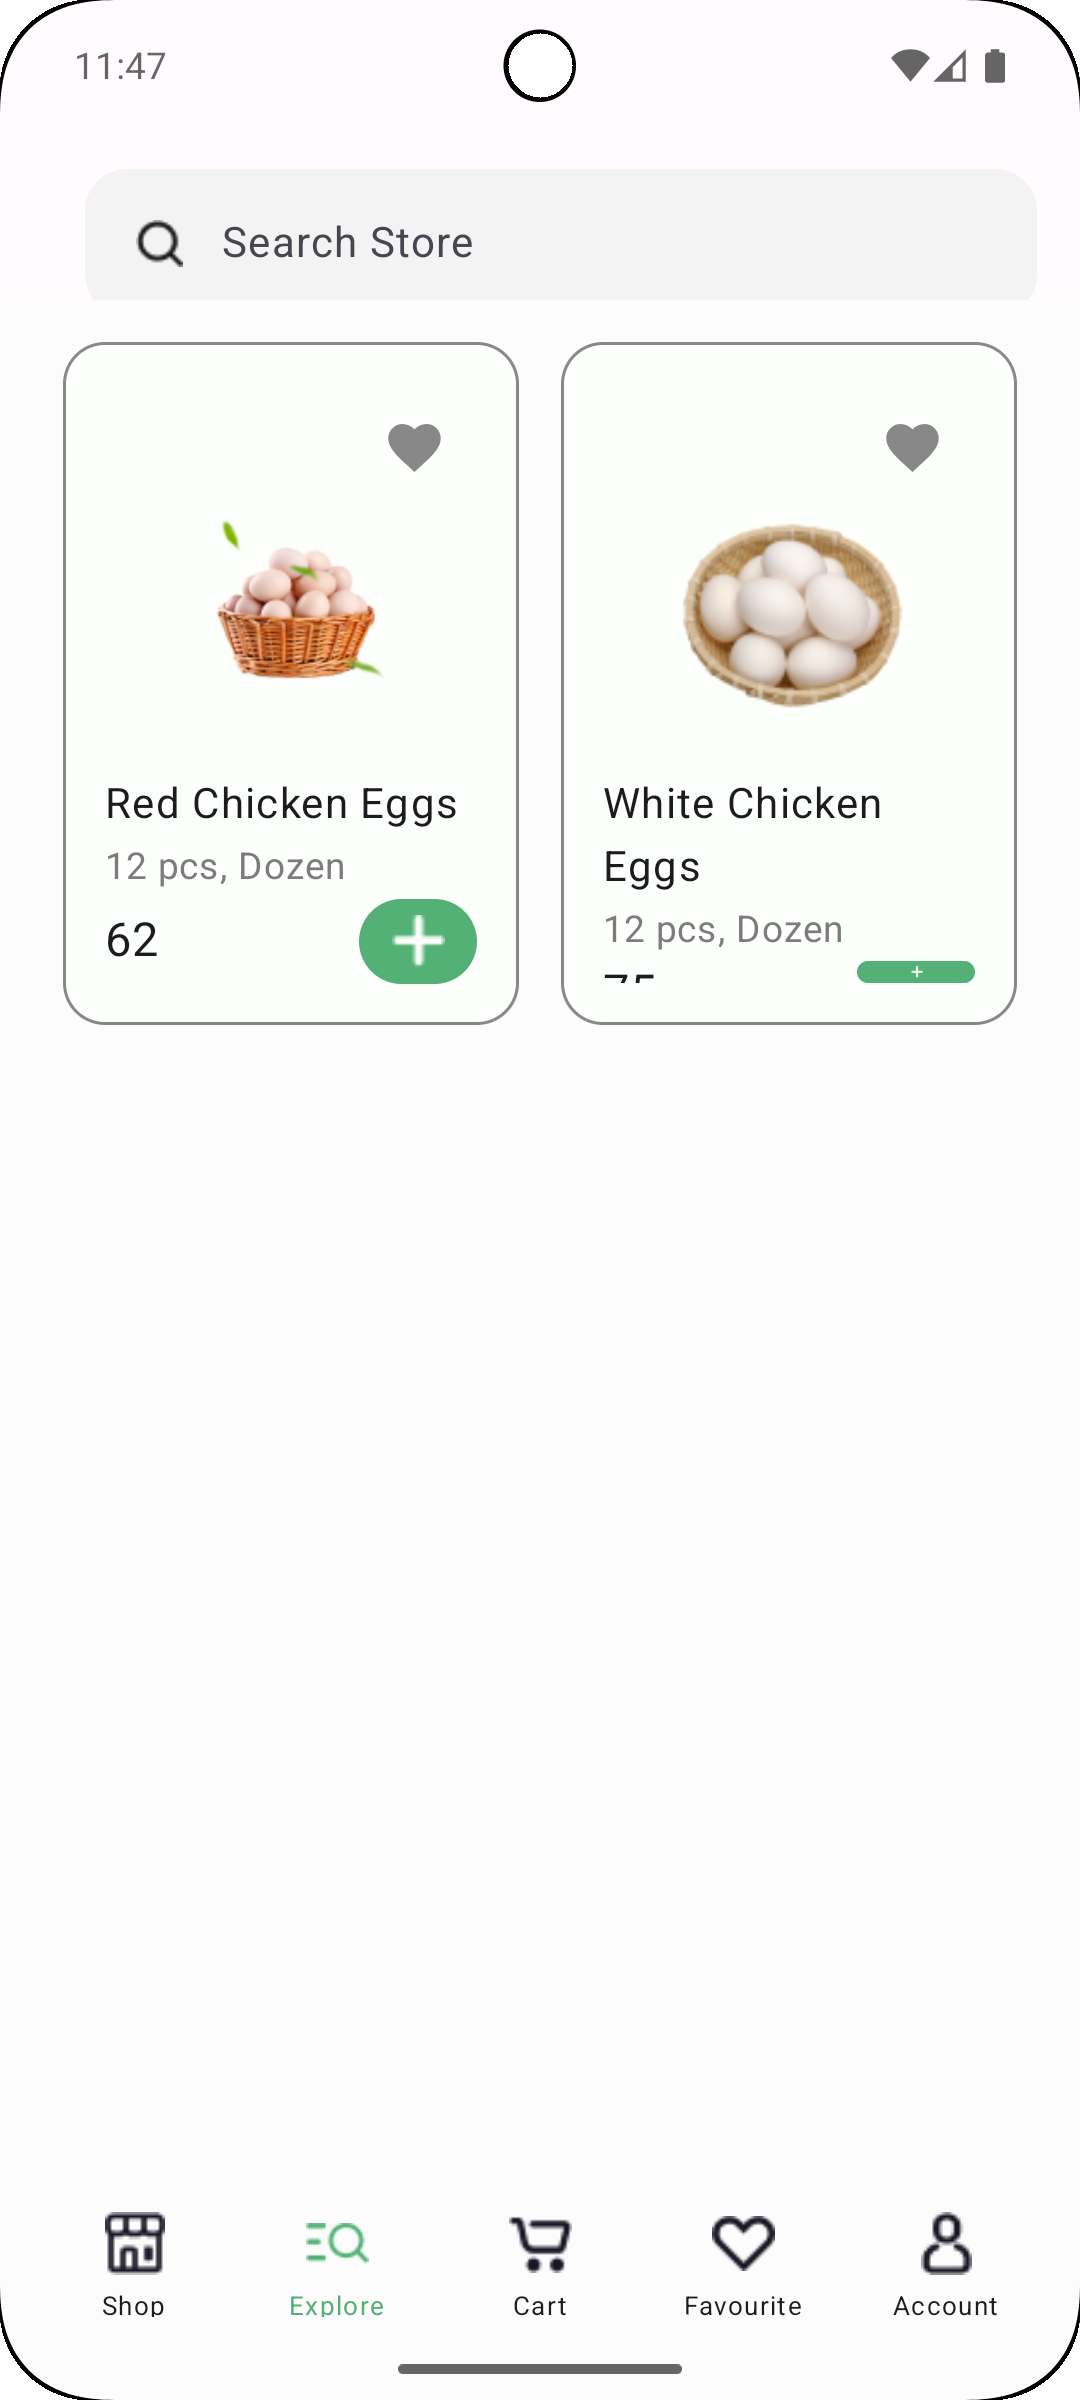 11:47
Search Store
Red Chicken Eggs
12 pcs, Dozen
62
White Chicken
Eggs
12 pcs, Dozen
Shop
Explore
Cart
Favourite
Account